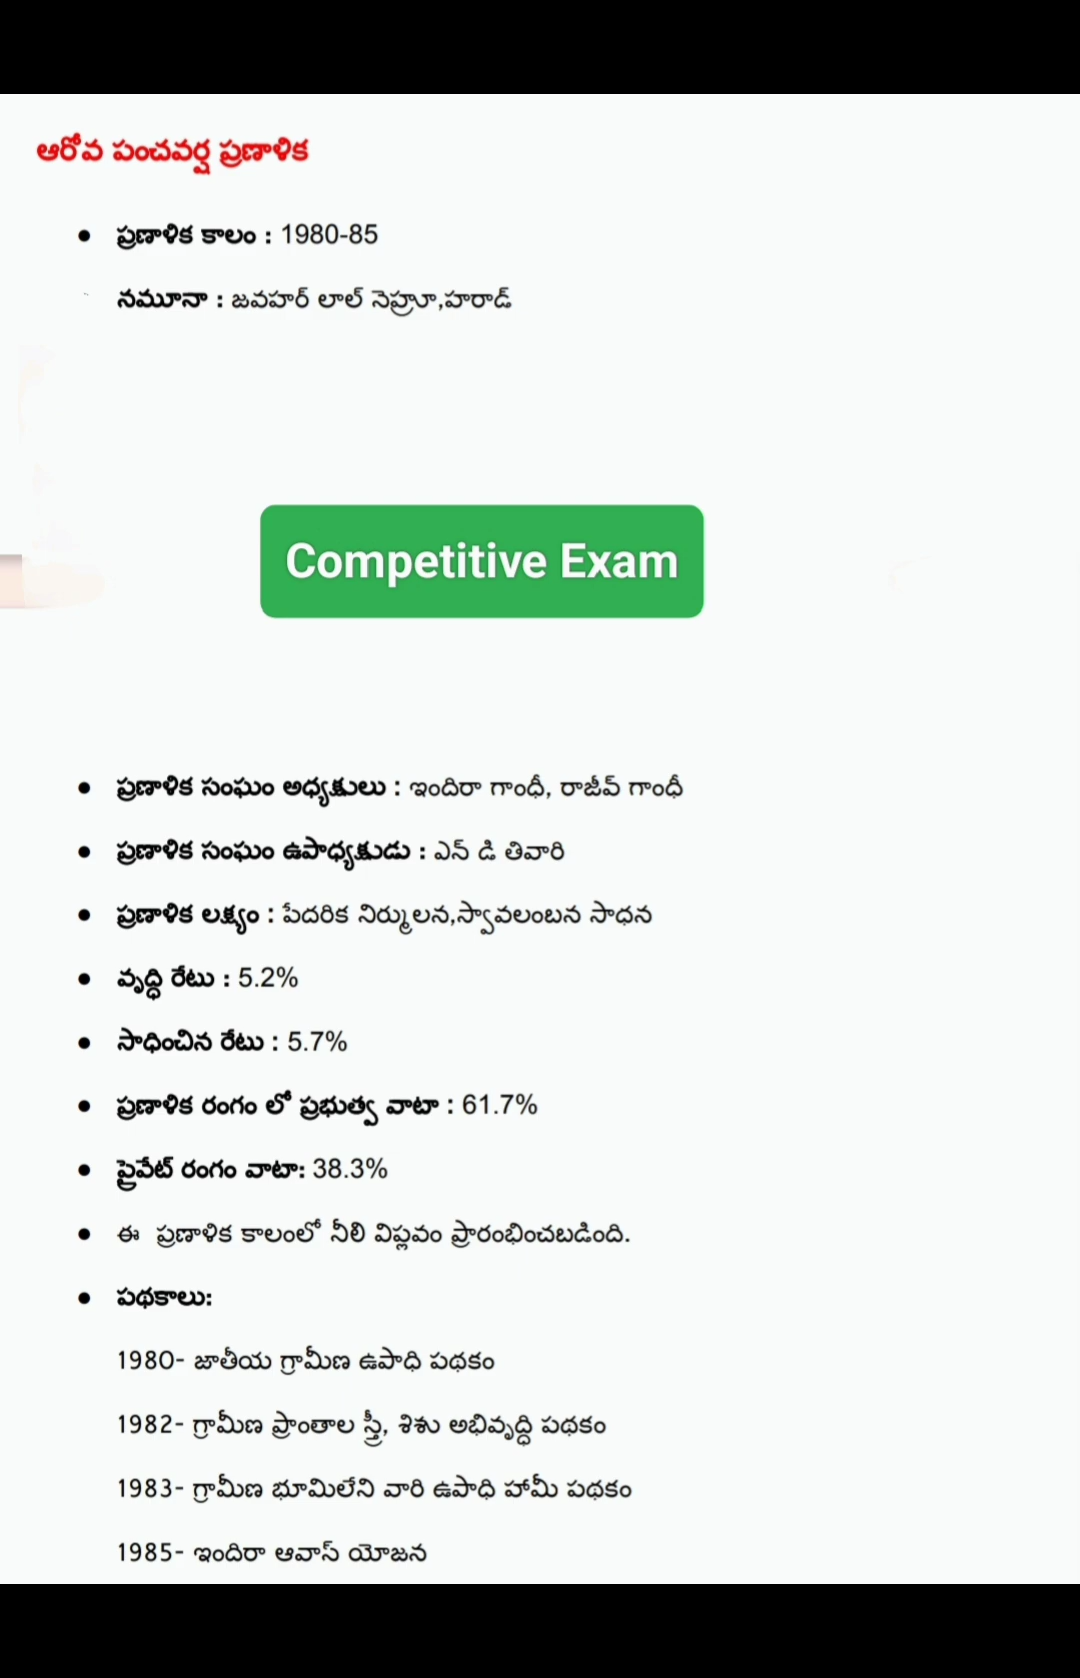 ఆరోవ పంచవర్ష ప్రణాళిక
● ప్రణాళిక కాలం : 1980-85
నమూనా : జవహర్ లాల్ నెహ్రూ,హరాడ్
Competitive Exam
● ప్రణాళిక సంఘం అధ్యక్షులు : ఇందిరా గాంధీ, రాజీవ్ గాంధీ
● ప్రణాళిక సంఘం ఉపాధ్యక్షుడు : ఎన్ డి తివారి
● ప్రణాళిక లక్ష్యం : పేదరిక నిర్ములన,స్వావలంబన సాధన
● వృద్ధి రేటు : 5.2%
● సాధించిన రేటు : 5.7%
● ప్రణాళిక రంగం లో ప్రభుత్వ వాటా : 61.7%
● ప్రైవేట్ రంగం వాటా: 38.3%
● ఈ ప్రణాళిక కాలంలో నీలి విప్లవం ప్రారంభించబడింది.
● పథకాలు:
1980- జాతీయ గ్రామీణ ఉపాధి పథకం
1982- గ్రామీణ ప్రాంతాల స్త్రీ, శిశు అభివృద్ధి పథకం
1983- గ్రామీణ భూమిలేని వారి ఉపాధి హామీ పథకం
1985- ఇందిరా ఆవాస్ యోజన